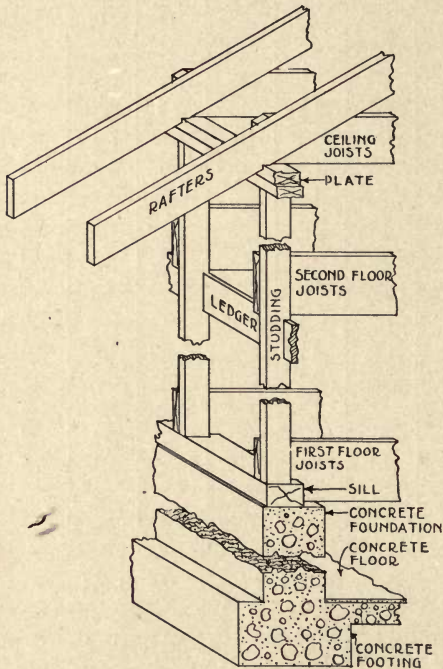 CEILING
JOISTS
PLATE
RAFTERS
SECOND FLOOR
JOISTS
LEDGER
STUDDING
FIRST FLOOR
JOISTS
SILL
CONCRETE
FOUNDATION
CONCRETE
FLOOR
CONCRETE
FOOTING